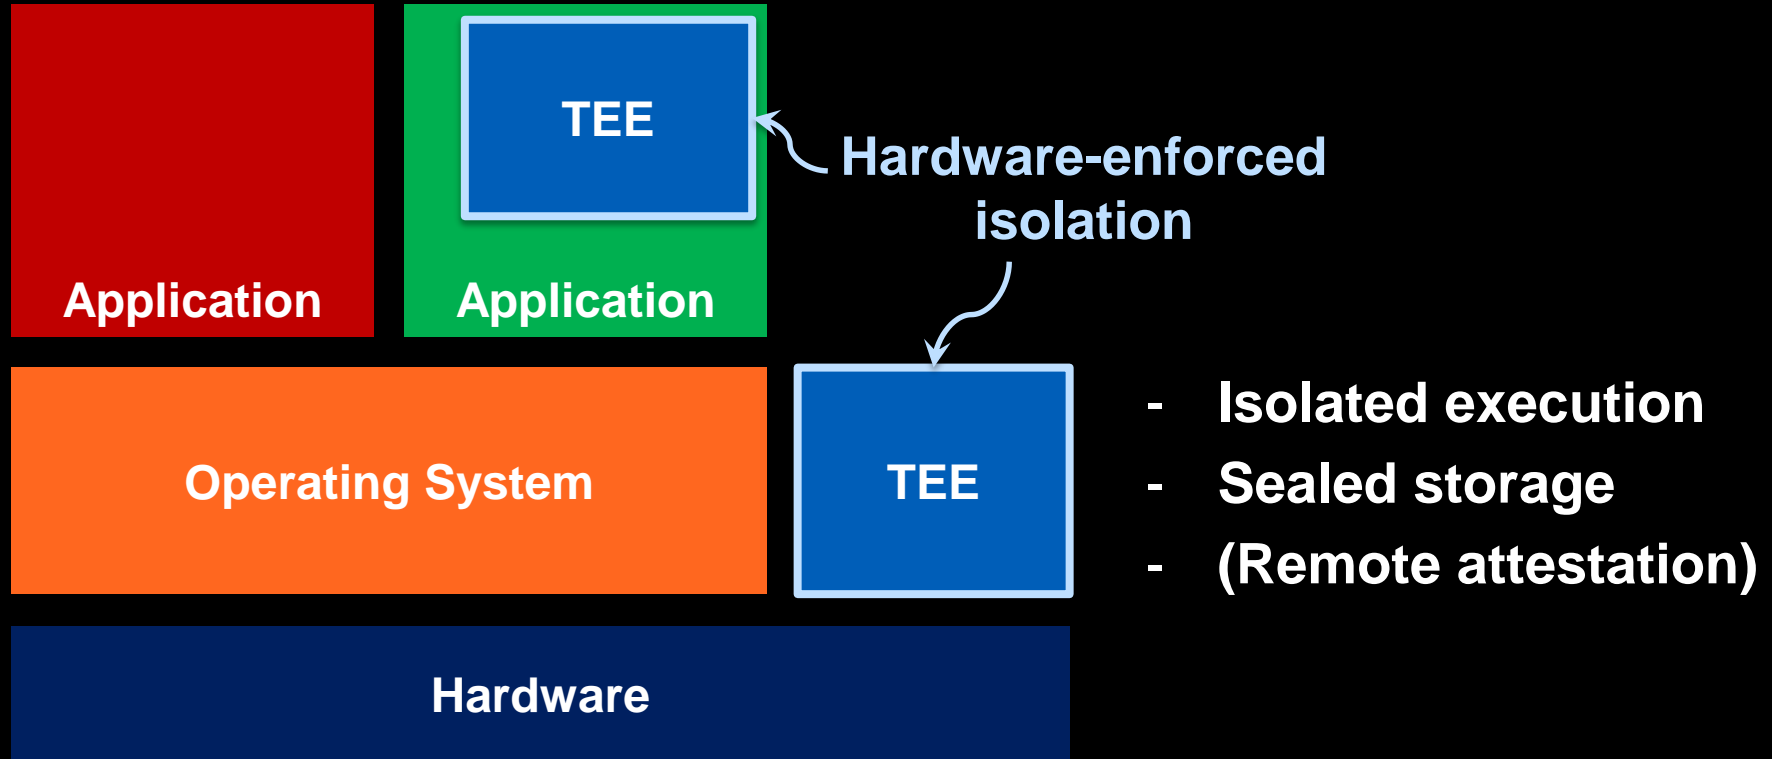 TEE
Hardware-enforced
isolation
Application
Application
Operating System
TEE
- Isolated execution
- Sealed storage
- (Remote attestation)
Hardware